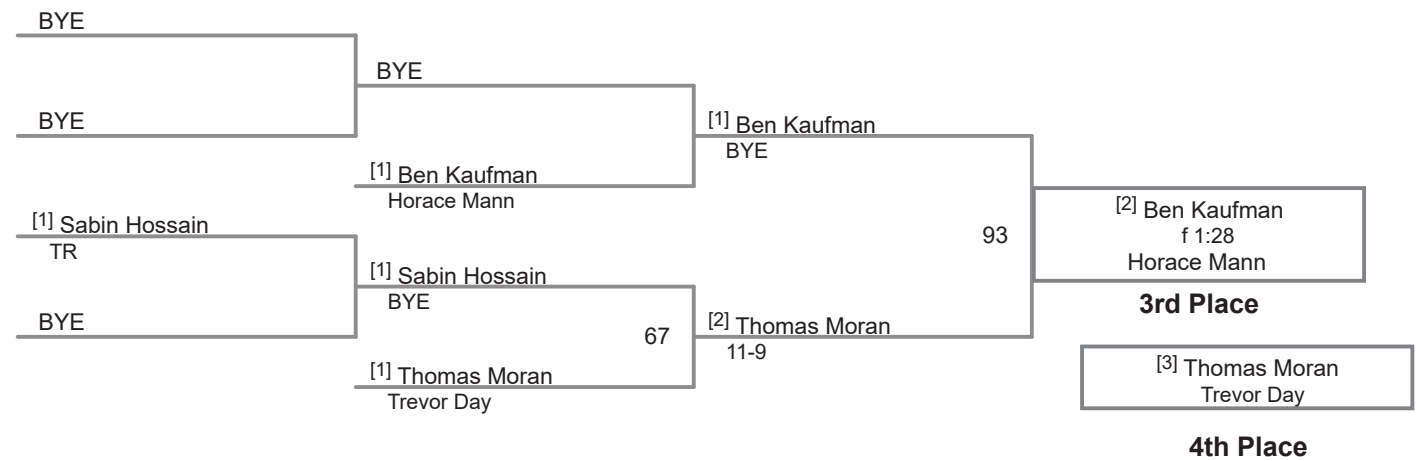 BYE
BYE
BYE
[1] Ben Kaufman
BYE
[1] Ben Kaufman
Horace Mann
[1] Sabin Hossain
TR
[1] Sabin Hossain
BYE
BYE
67
[2] Thomas Moran
11-9
[1] Thomas Moran
Trevor Day
93
[2] Ben Kaufman
f 1:28
Horace Mann
3rd Place
[3] Thomas Moran
Trevor Day
4th Place